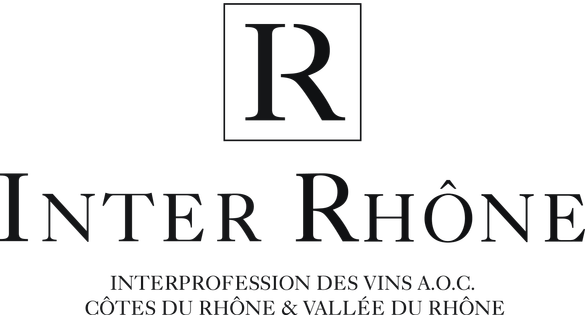 R
INTER RHÔNE
INTERPROFESSION DES VINS A.O.C.
CÔTES DU RHÔNE & VALLÉE DU RHÔNE